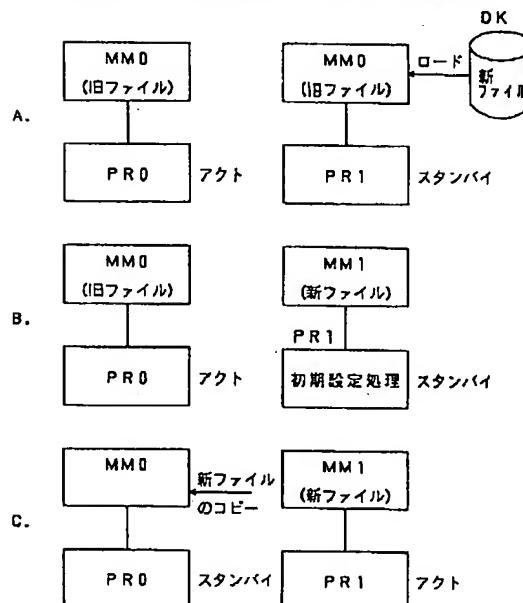 DK
MM0
(旧ファイル)
MM0
(旧ファイル)
ロード
新
ファイル
A.
PR0
アクト
PR1
スタンバイ
MM0
(旧ファイル)
MM1
(新ファイル)
B.
PR0
アクト
PR1
初期設定処理
スタンバイ
MM0
新ファイル
のコピー
MM1
(新ファイル)
C.
PR0
スタンバイ
PR1
アクト